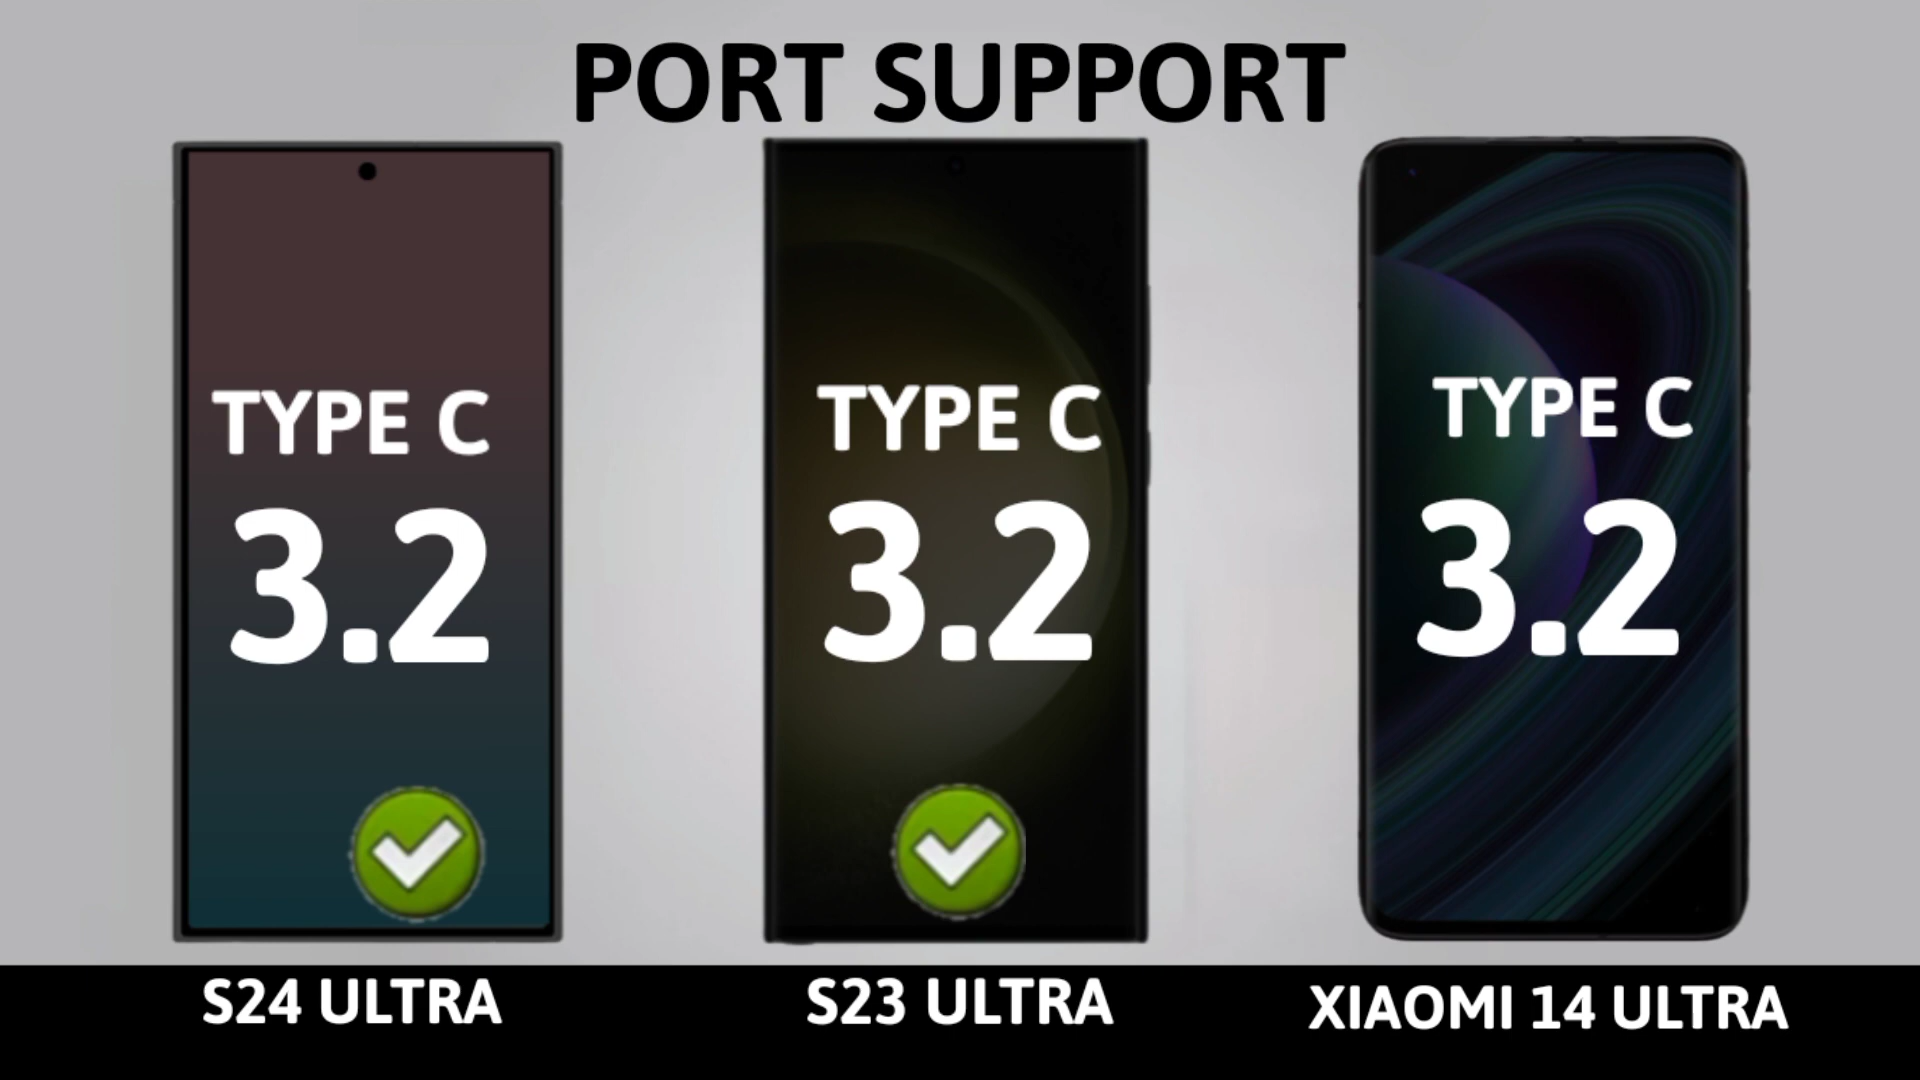 PORT SUPPORT
TYPE C
3.2
TYPE C
3.2
TYPE C
3.2
S24 ULTRA
S23 ULTRA
XIAOMI 14 ULTRA